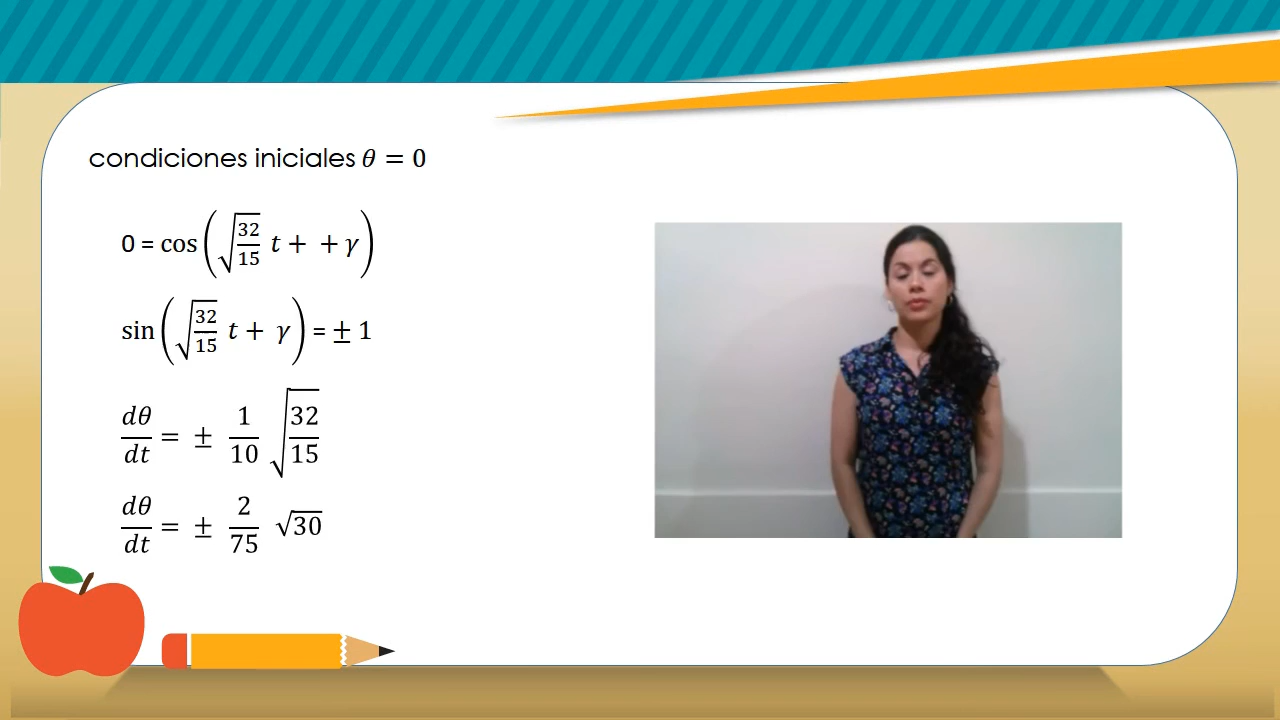 condiciones iniciales θ = 0
0 = cos(√(32/15) t + + γ)
sin(√(32/15) t + γ) = ± 1
dθ/dt = ± 1/10 √(32/15)
dθ/dt = ± 2/75 √30